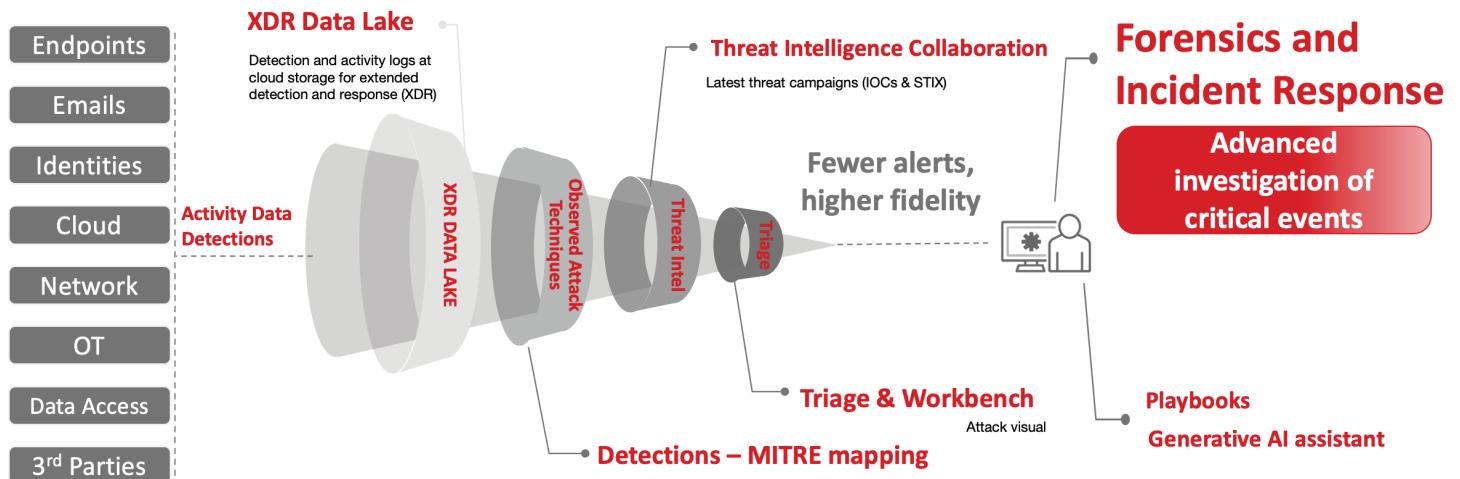 Endpoints
Emails
Identities
Cloud
Network
OT
Data Access
3rd Parties
Activity Data
Detections
XDR Data Lake
Detection and activity logs at
cloud storage for extended
detection and response (XDR)
XDR DATA LAKE
Observed Attack
Techniques
Threat Intel
Triage
Threat Intelligence Collaboration
Latest threat campaigns (IOCs & STIX)
Detections – MITRE mapping
Triage & Workbench
Attack visual
Fewer alerts,
higher fidelity
Forensics and
Incident Response
Advanced
investigation of
critical events
Playbooks
Generative AI assistant